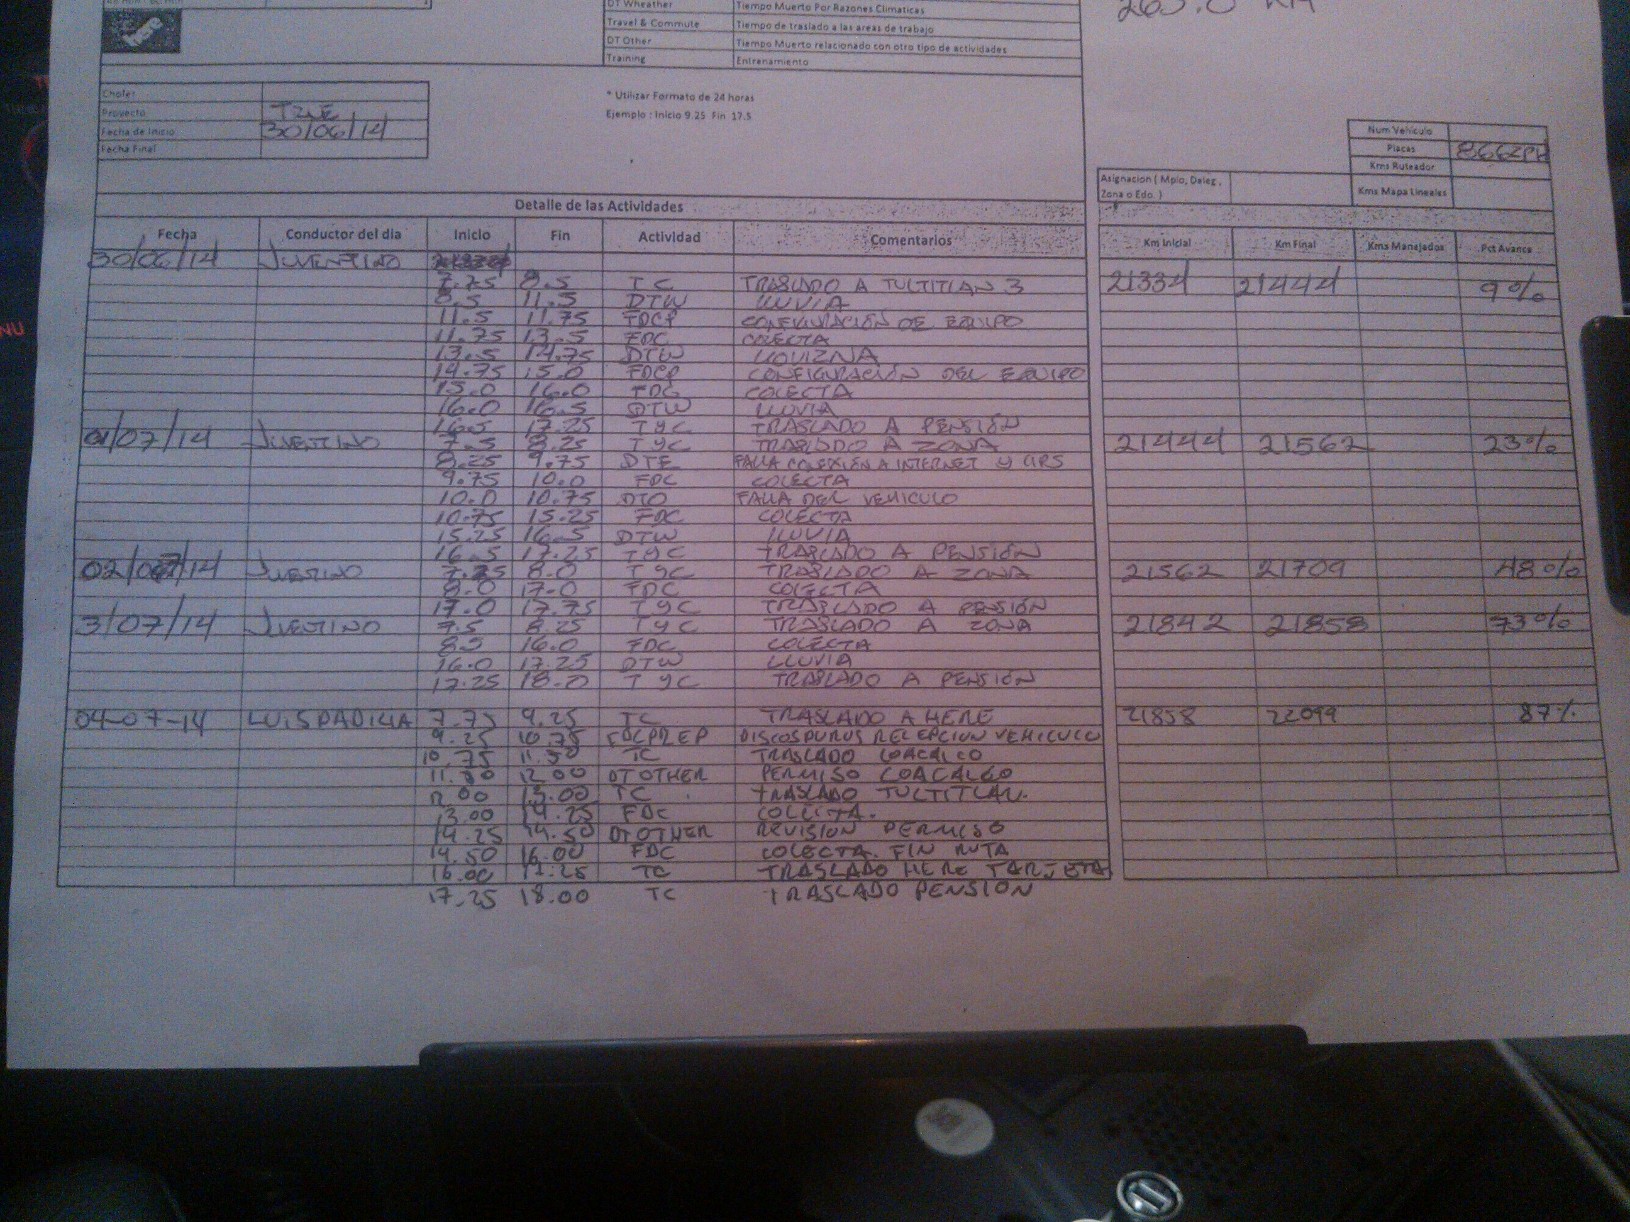 DT Wheather Tiempo Muerto Por Razones Climaticas
Travel & Commute Tiempo de traslado a las areas de trabajo
DT Other Tiempo Muerto relacionado con otro tipo de actividades
Training Entrenamiento
here
Chofer
Proyecto
Fecha de Inicio 30/06/14
Fecha Final
* Utilizar Formato de 24 horas
Ejemplo : Inicio 9.25 Fin 17.5
Num Vehiculo
Placas
Kms Ruteador
Asignacion ( Mpio, Deleg , Zona o Edo. ) Kms Mapa Lineales
Detalle de las Actividades
Fecha Conductor del dia Inicio Fin Actividad Comentarios Km Inicial Km Final Kms Manejados Pct Avance
30/06/14 JUVENTINO
7.75 8.5 TC TRASLADO A TULTITLAN 3 21334 21444 9%
8.5 11.5 DTW LLUVIA
11.5 11.75 FDCP DE EQUIPO
11.75 13.5 FDC COLECTA
13.5 14.75 DTW LLOVIZNA
14.75 15.0 FDCP CONFIGURACIÓN DEL EQUIPO
15.0 16.0 FDC COLECTA
16.0 16.5 DTW LLUVIA
16.5 17.25 TYC TRASLADO A PENSIÓN
01/07/14 JUVENTINO 7.5 8.25 TYC TRASLADO A ZONA 21444 21562 23%
8.25 9.75 DTE FALLA CONEXIÓN A INTERNET Y GPS
9.75 10.0 FDC COLECTA
10.0 10.75 DTO FALLA DEL VEHICULO
10.75 15.25 FDC COLECTA
15.25 16.5 DTW LLUVIA
16.5 17.25 TYC TRASLADO A PENSIÓN
02/07/14 7.25 8.0 TYC TRASLADO A ZONA 21562 21709 48%
8.0 17.0 FDC COLECTA
17.0 17.75 TYC TRASLADO A PENSIÓN
3/07/14 JUVENTINO 7.5 8.25 TYC TRASLADO A ZONA 21842 21858 73%
16.0 FDC COLECTA
16.0 17.25 DTW LLUVIA
17.25 18.0 TYC TRASLADO A PENSIÓN
04-07-14 LUIS PADILLA 7.75 9.25 TC TRASLADO A HERE 21858 22099 87%
9.25 10.75 FDCPREP RECEPCION VEHICULO
10.75 11.50 TC TRASLADO COACALCO
11.50 12.00 DT OTHER PERMISO COACALCO
12.00 13.00 TC TRASLADO TULTITLAN.
13.00 14.25 FDC COLECTA.
14.25 14.50 DT OTHER REVISION PERMISO
14.50 16.00 FDC COLECTA. FIN RUTA
16.00 17.25 TC TRASLADO HERE TARJETA
17.25 18.00 TC TRASLADO PENSION